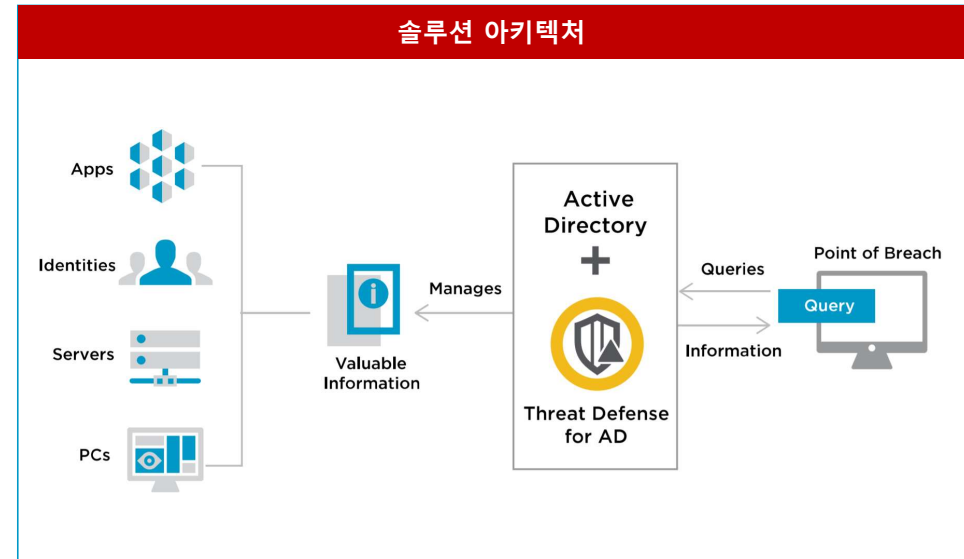 솔루션 아키텍처
Apps
Identities
Servers
PCs
Valuable
Information
Manages
Active
Directory
+
Threat Defense
for AD
Queries
Information
Point of Breach
Query